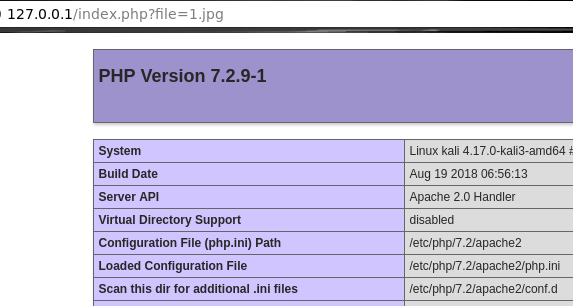 127.0.0.1/index.php?file=1.jpg
PHP Version 7.2.9-1
System Linux kali 4.17.0-kali3-amd64 #
Build Date Aug 19 2018 06:56:13
Server API Apache 2.0 Handler
Virtual Directory Support disabled
Configuration File (php.ini) Path /etc/php/7.2/apache2
Loaded Configuration File /etc/php/7.2/apache2/php.ini
Scan this dir for additional .ini files /etc/php/7.2/apache2/conf.d